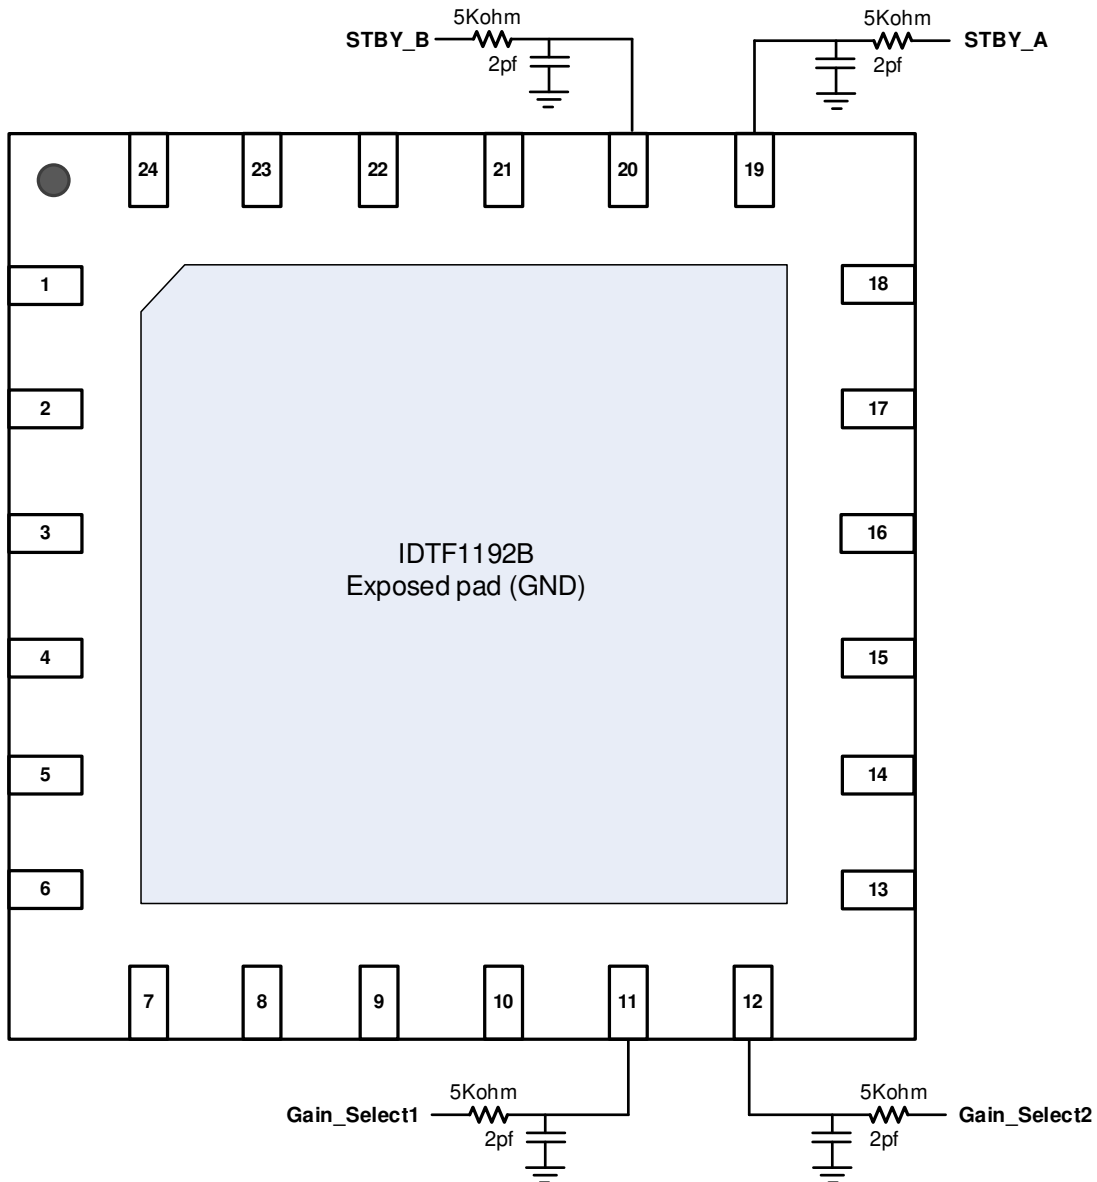 5Kohm
5Kohm
STBY_B
STBY_A
2pf
2pf
24
23
22
21
20
19
1
18
2
17
3
16
IDTF1192B
Exposed pad (GND)
4
15
5
14
6
13
7
8
9
10
11
12
5Kohm
5Kohm
Gain_Select1
Gain_Select2
2pf
2pf